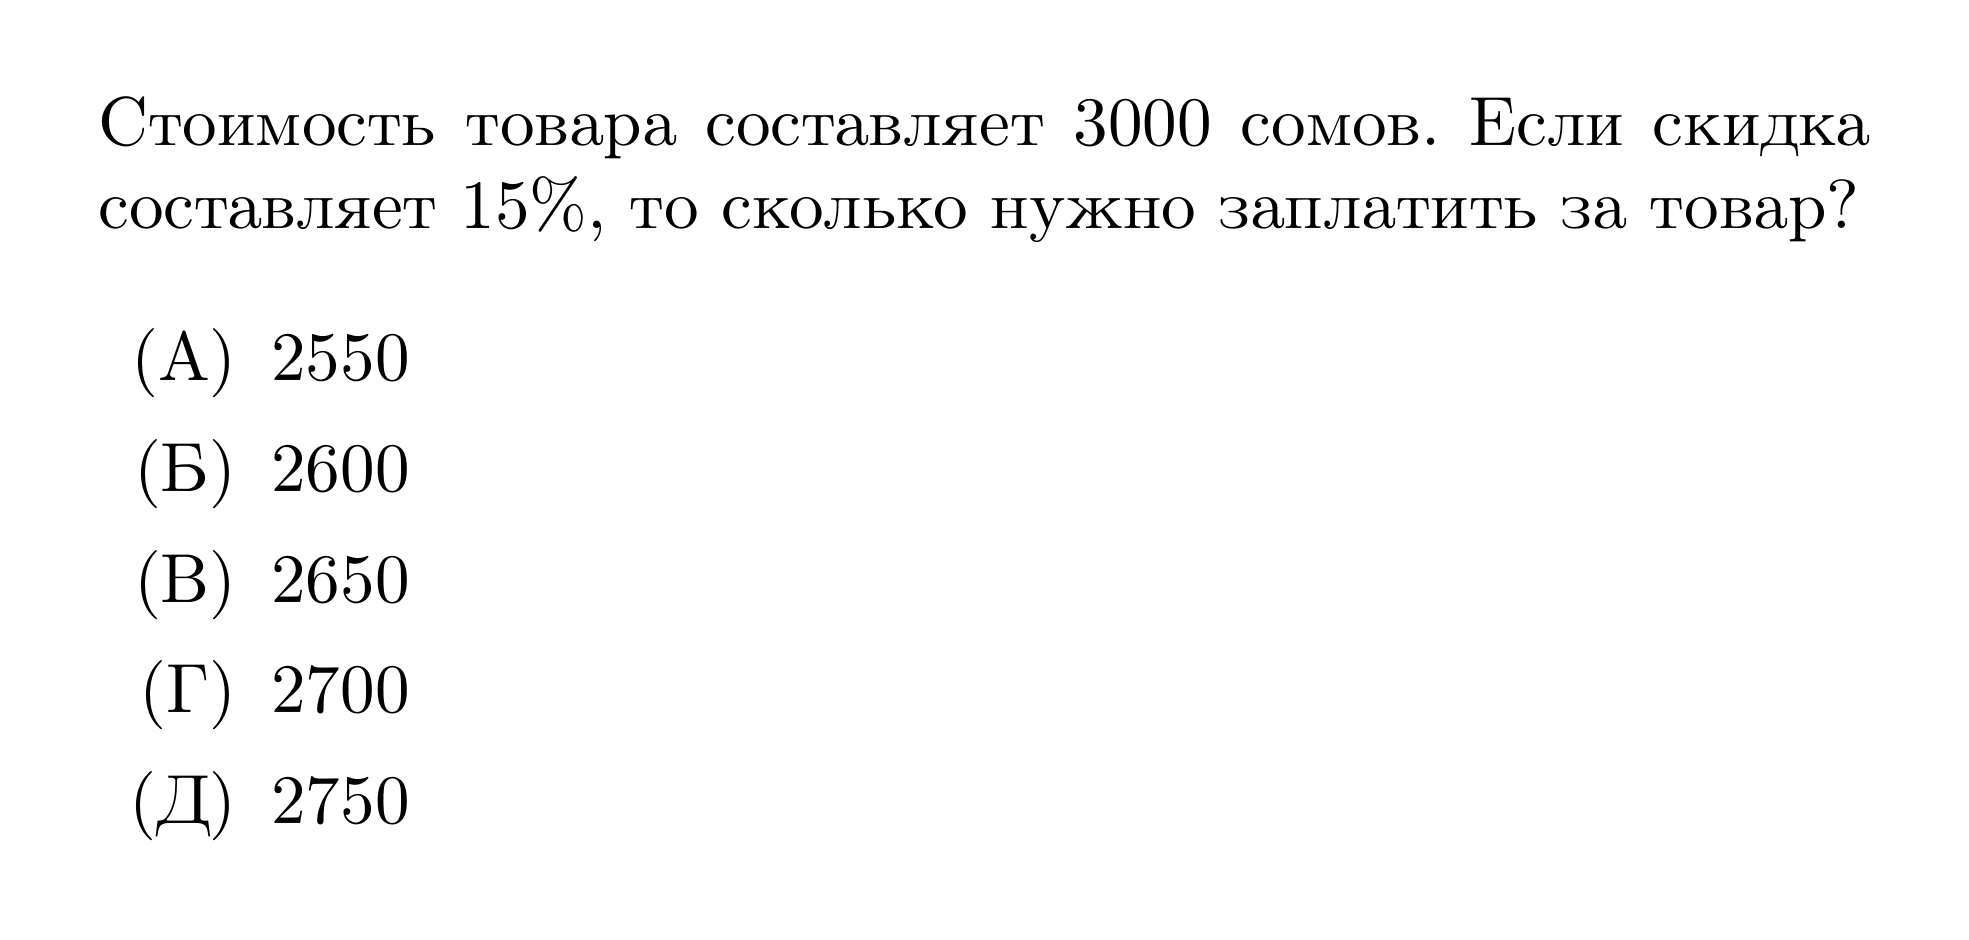 Стоимость товара составляет 3000 сомов. Если скидка
составляет 15%, то сколько нужно заплатить за товар?
(А) 2550
(Б) 2600
(В) 2650
(Г) 2700
(Д) 2750